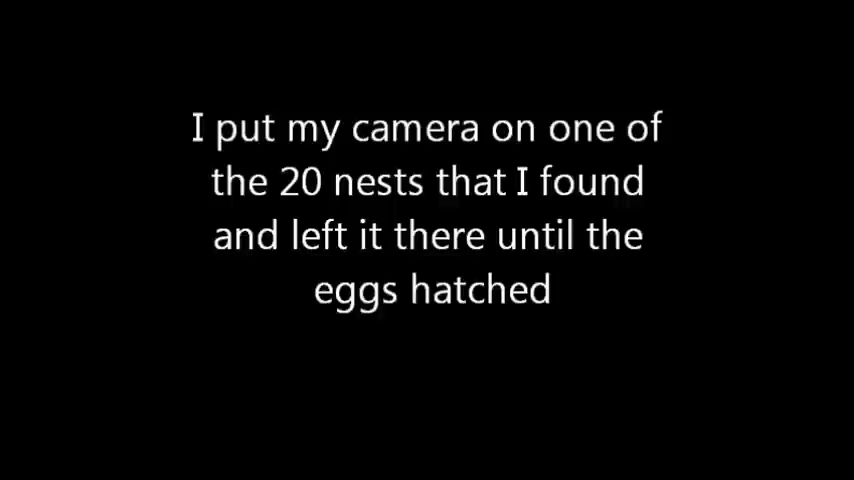 I put my camera on one of
the 20 nests that I found
and left it there until the
eggs hatched